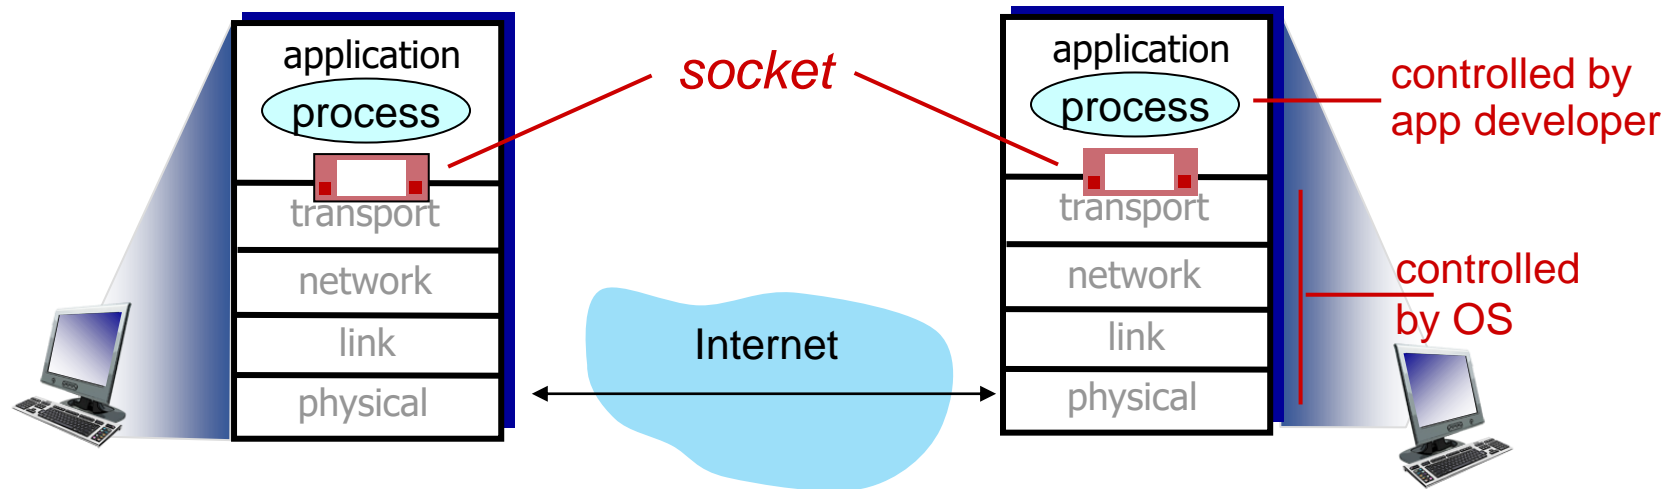 application
process
transport
network
link
physical
socket
Internet
application
process
transport
network
link
physical
controlled by
app developer
controlled
by OS